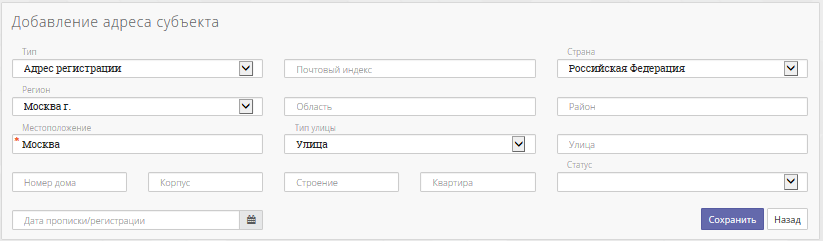 Добавление адреса субъекта
Тип
Страна
Адрес регистрации
Почтовый индекс
Российская Федерация
Регион
Москва г.
Область
Район
Местоположение
Тип улицы
* Москва
Улица
Улица
Статус
Номер дома
Корпус
Строение
Квартира
Дата прописки/регистрации
Сохранить
Назад